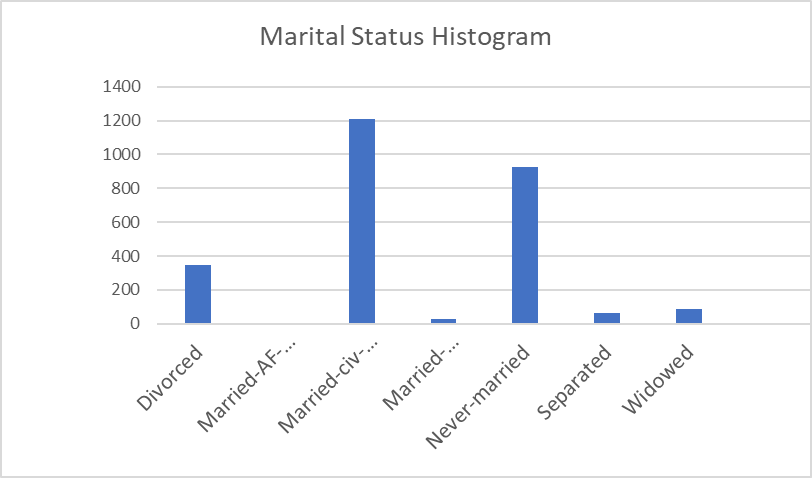 Marital Status Histogram
1400
1200
1000
800
600
400
200
0
Divorced
Married-AF-...
Married-civ-...
Married-...
Never-married
Separated
Widowed